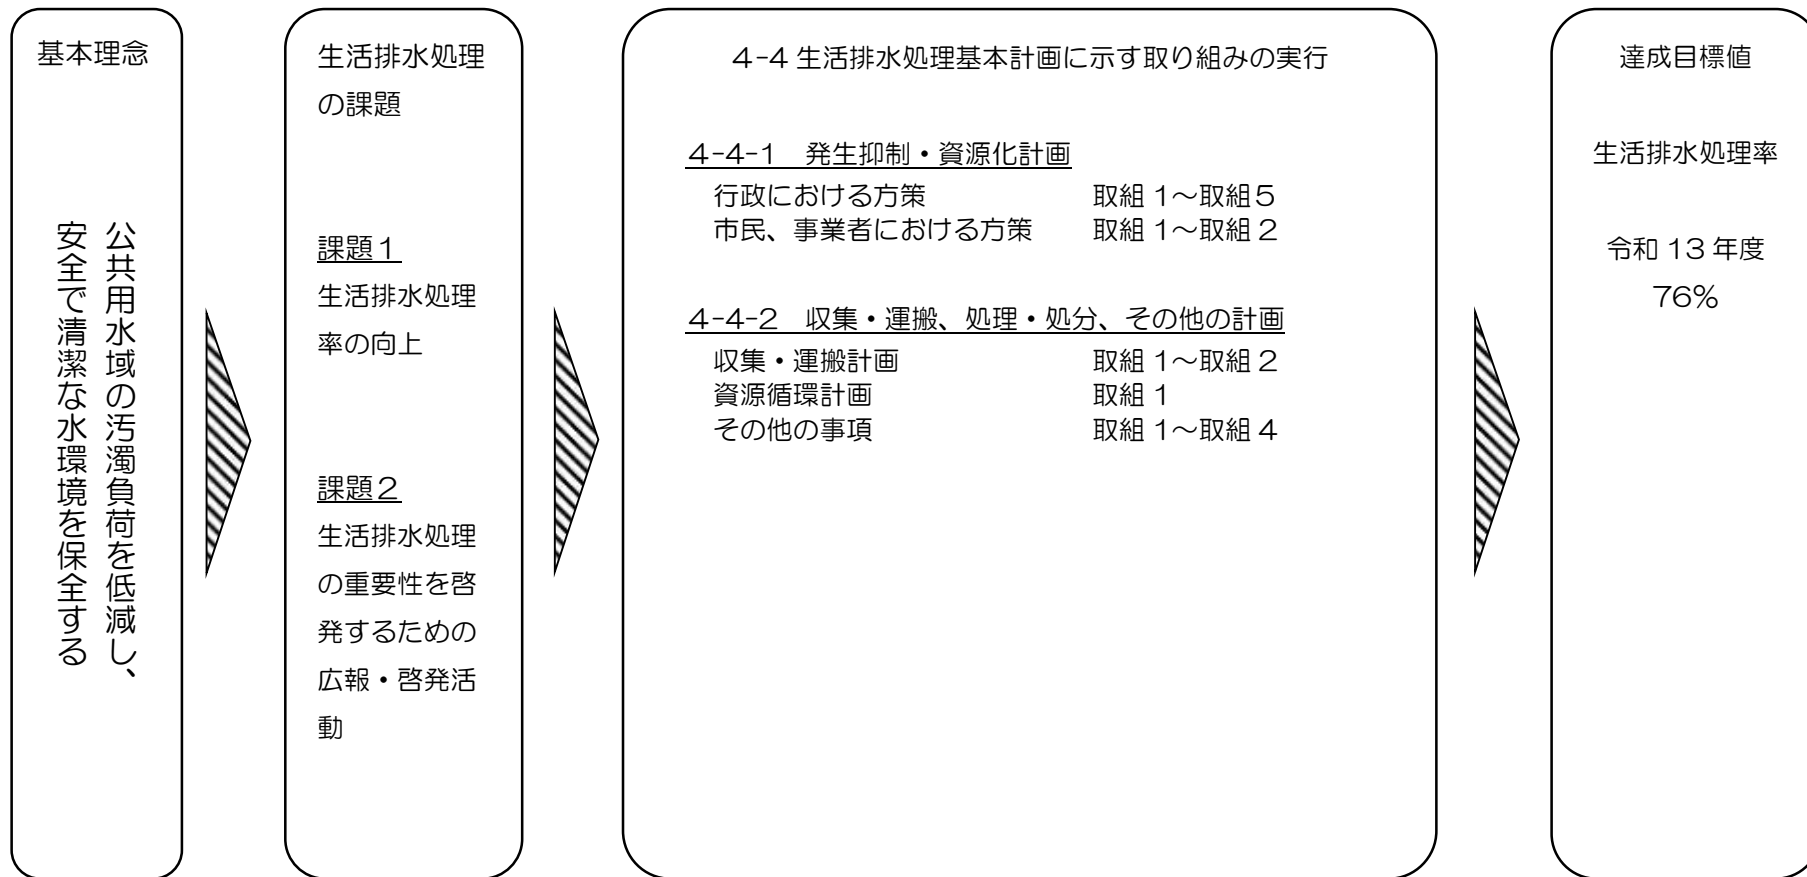 基本理念
公共用水域の汚濁負荷を低減し、
安全で清潔な水環境を保全する
生活排水処理
の課題
課題１
生活排水処理
率の向上
課題２
生活排水処理
の重要性を啓
発するための
広報・啓発活
動
４-４ 生活排水処理基本計画に示す取り組みの実行
４-４-１　発生抑制・資源化計画
行政における方策　取組 １～取組５
市民、事業者における方策　取組 １～取組 ２
４-４-２　収集・運搬、処理・処分、その他の計画
収集・運搬計画　取組 １～取組 ２
資源循環計画　取組 １
その他の事項　取組 １～取組 ４
達成目標値
生活排水処理率
令和 13 年度
76%